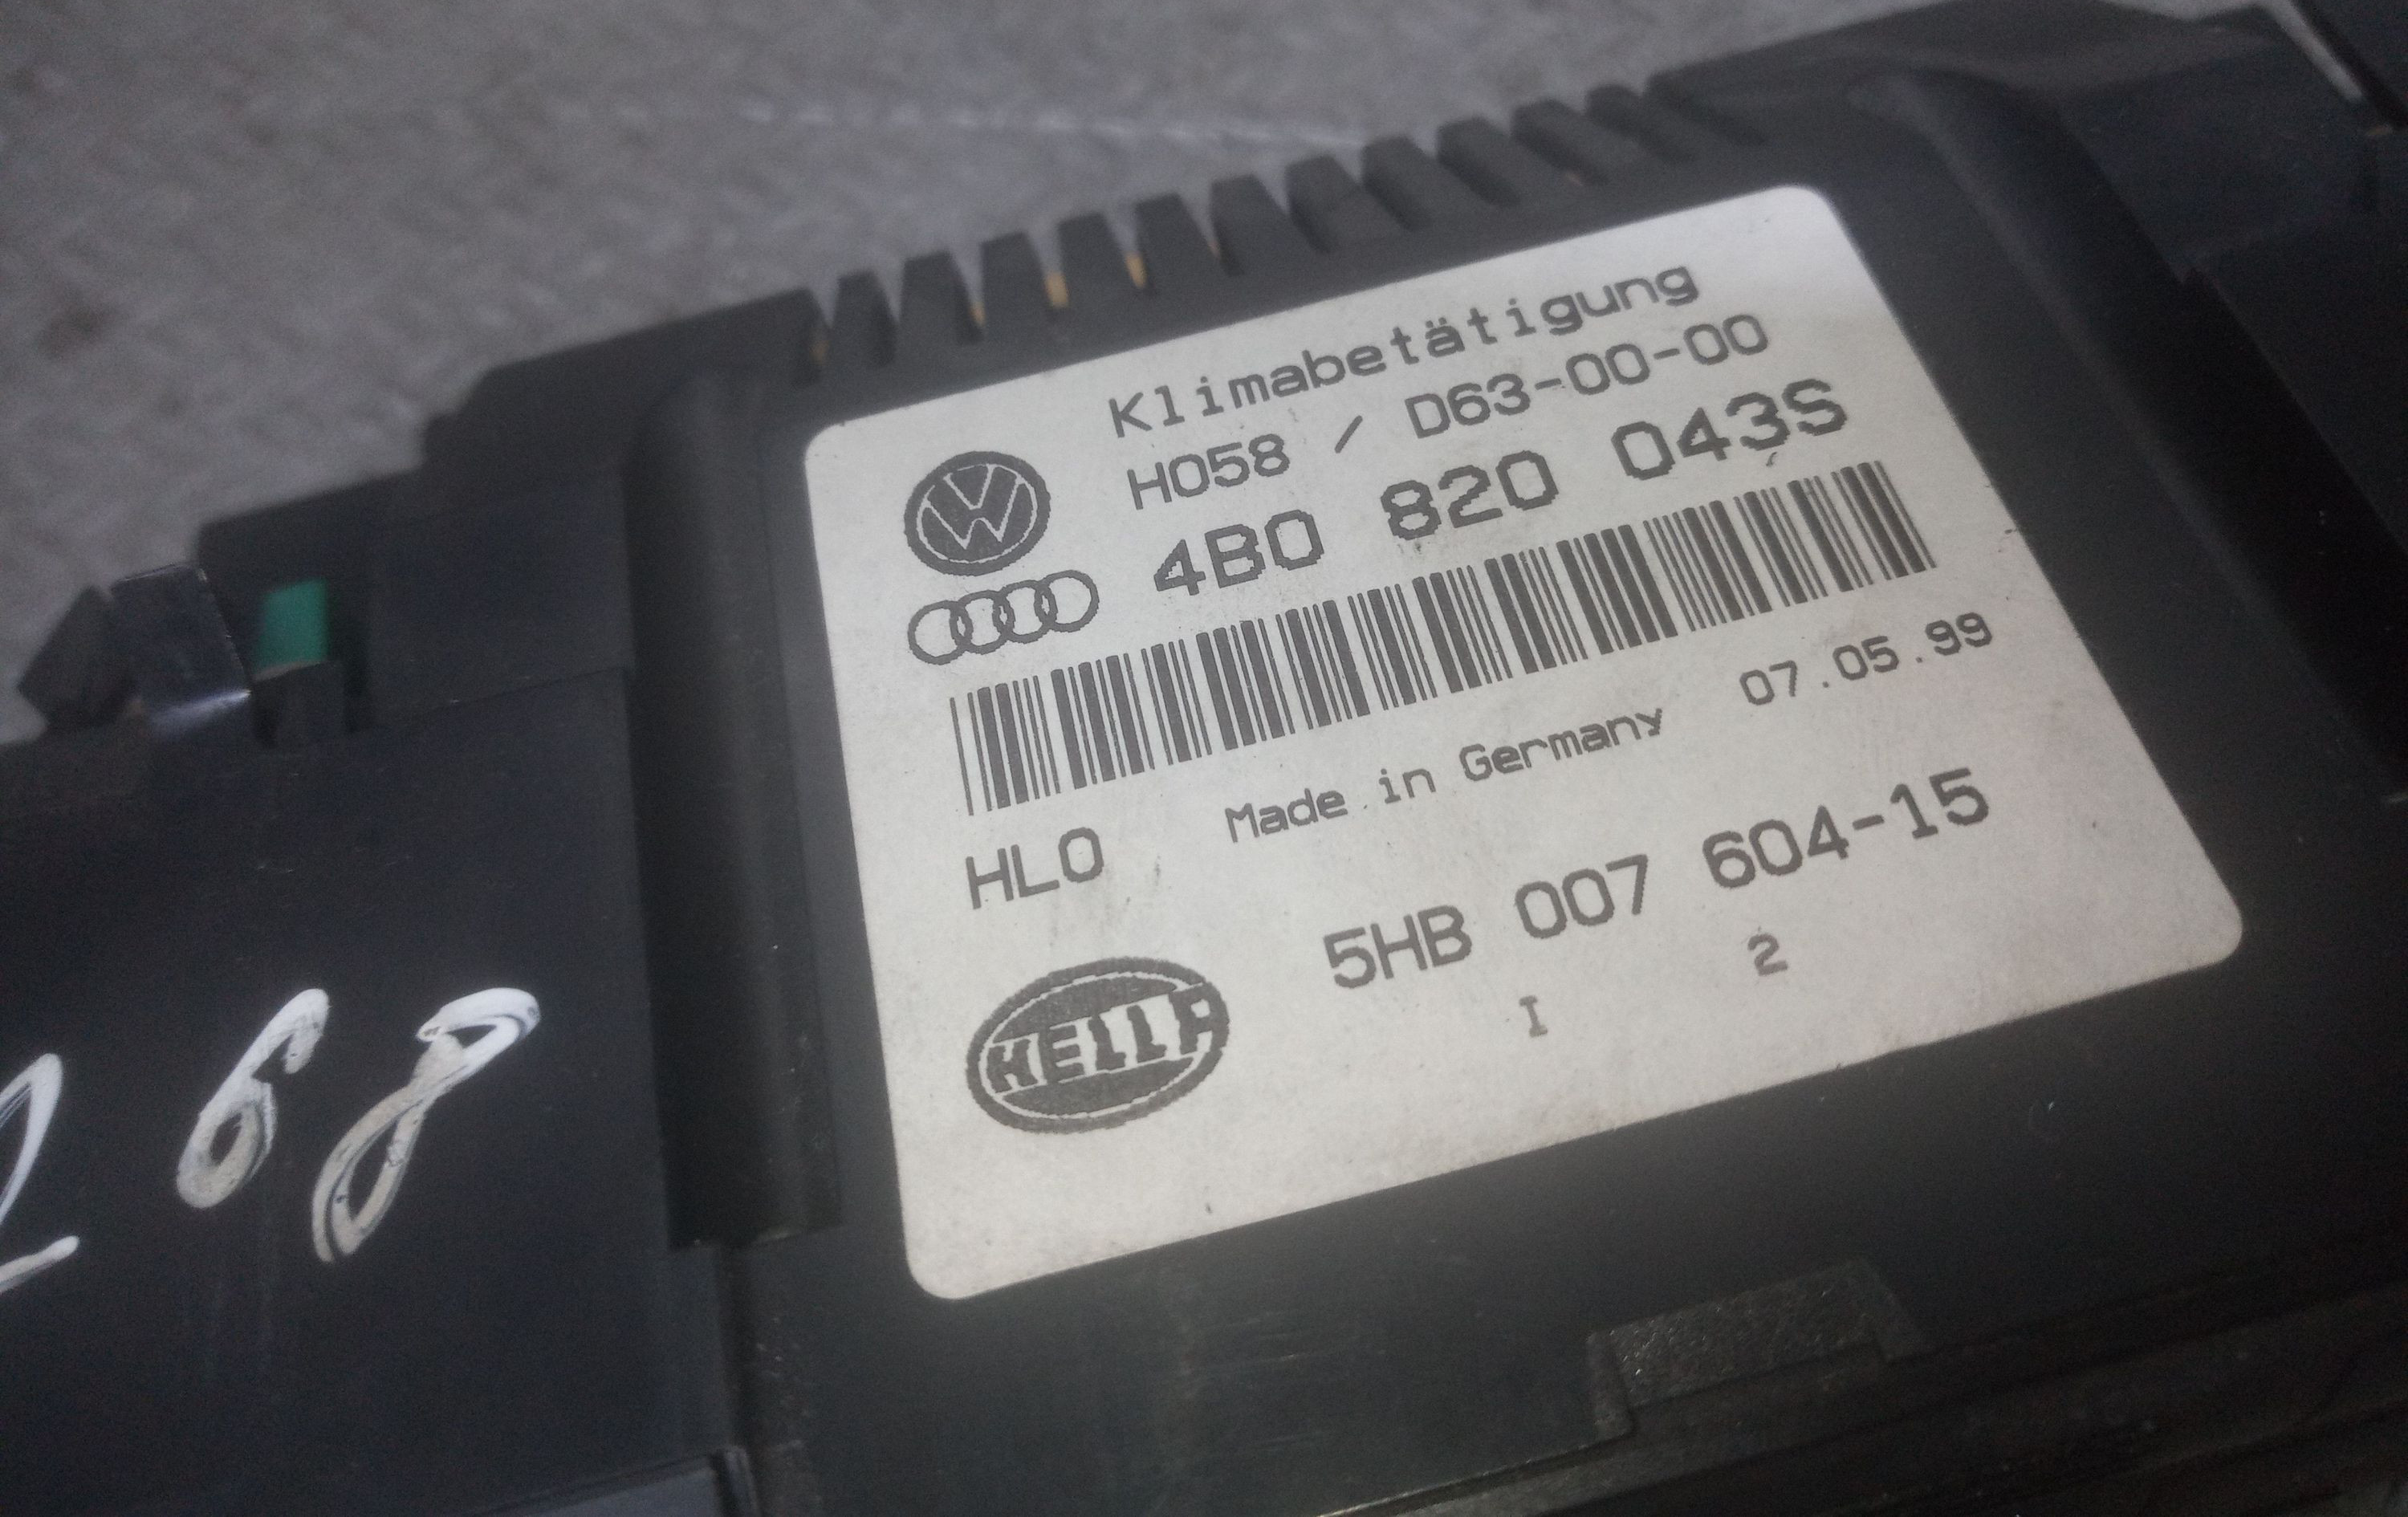 Klimabetätigung
H058 / D63-00-00
4B0 820 043S
Made in Germany 07.05.99
HLO
5HB 007 604-15
I 2
HELLA
268